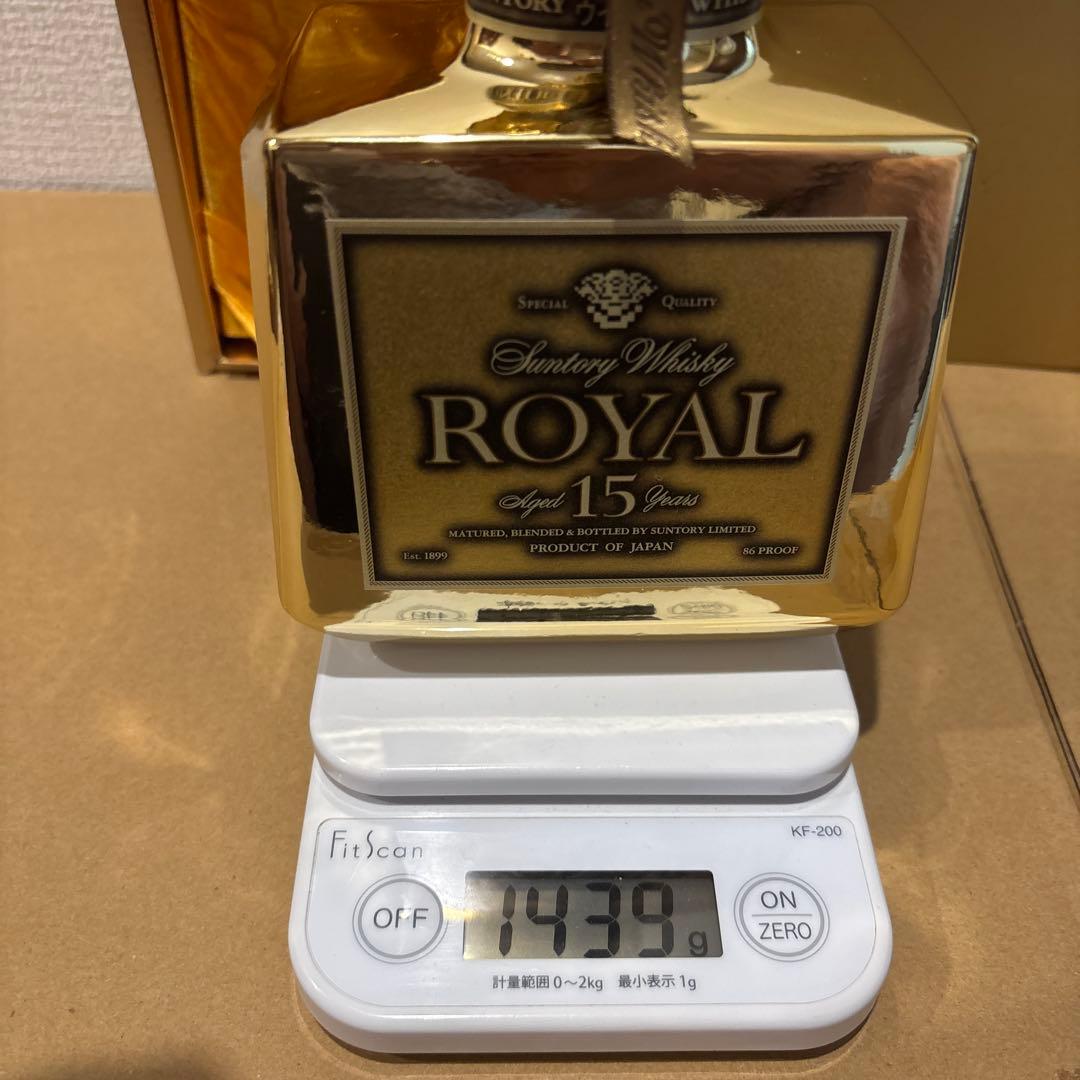 SPECIAL QUALITY
Suntory Whisky
ROYAL
Aged 15 Years
MATURED, BLENDED & BOTTLED BY SUNTORY LIMITED
PRODUCT OF JAPAN
Est. 1899
86 PROOF
FitScan
KF-200
OFF
1439g
ON
ZERO
計量範囲 0～2kg 最小表示 1g